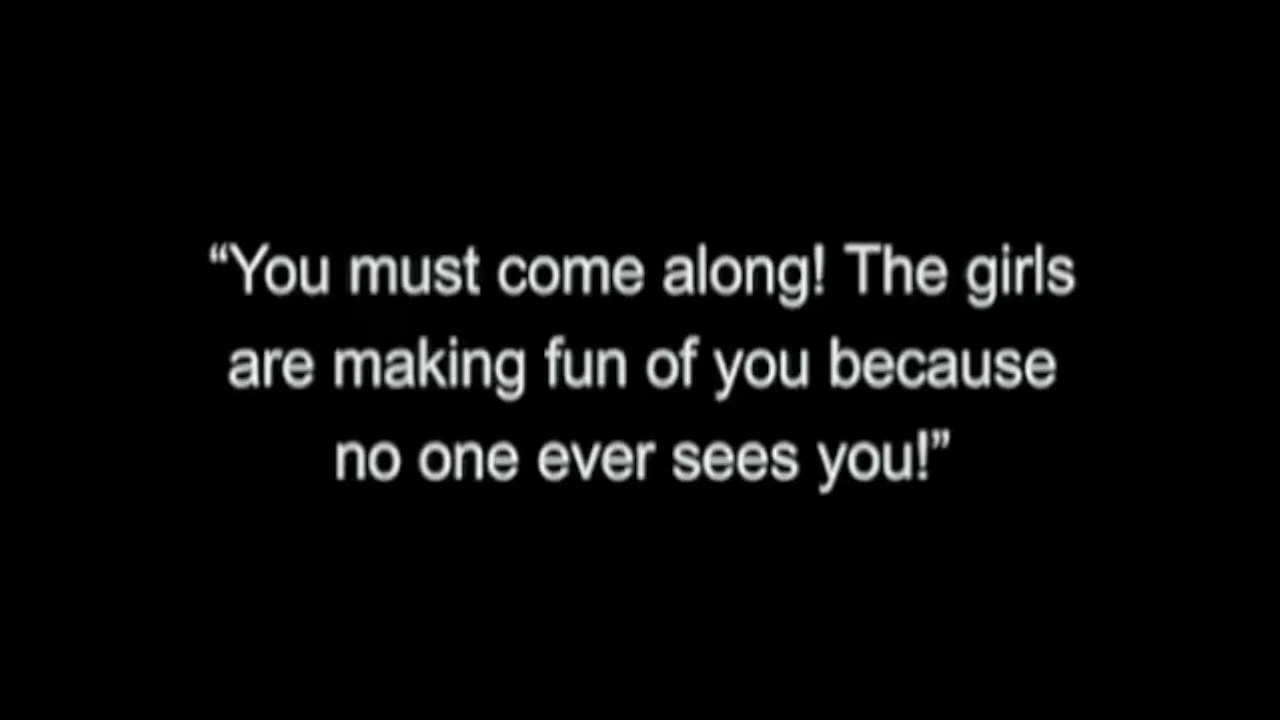 “You must come along! The girls
are making fun of you because
no one ever sees you!”